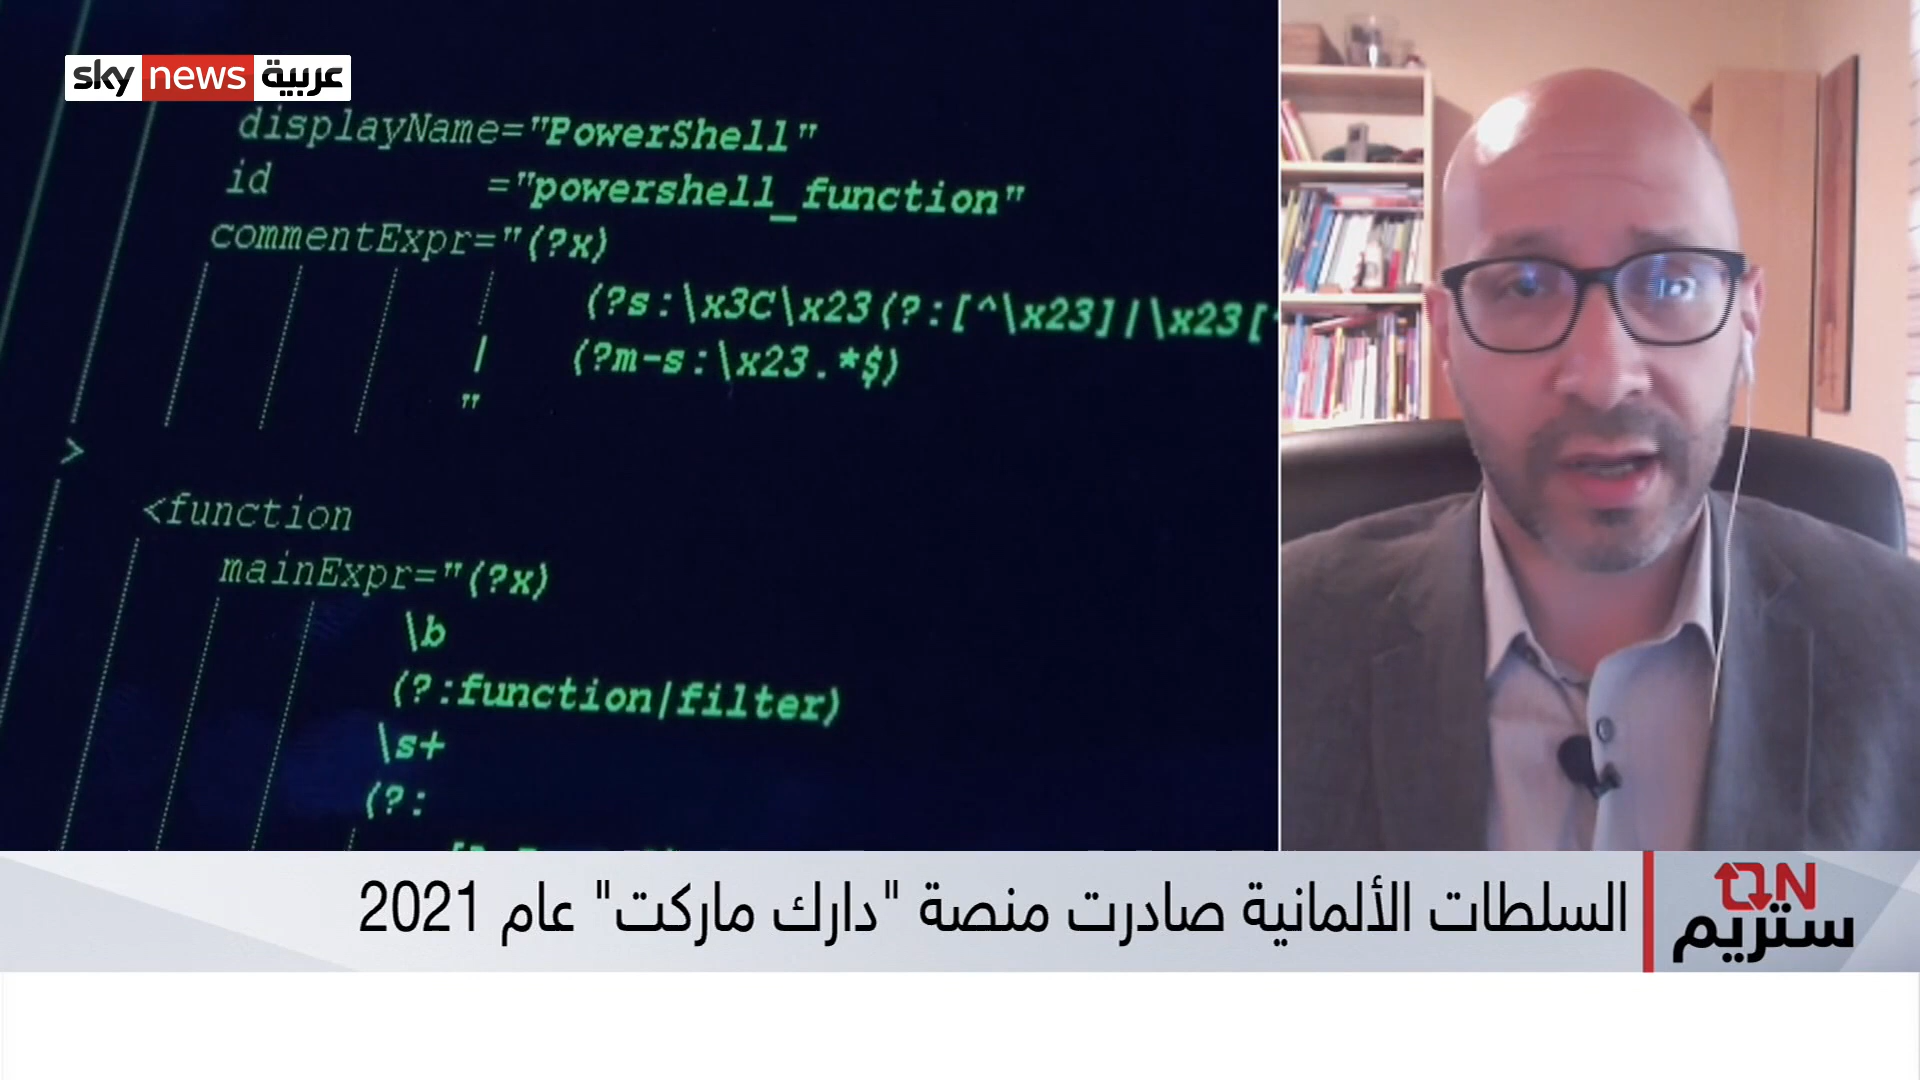 sky news عربية
displayName="PowerShell"
id ="powershell_function"
commentExpr="(?x)
(?s:\x3C\x23(?:[^\x23]|\x23[^
| (?m-s:\x23.*$)
"
>
<function
mainExpr="(?x)
\b
(?:function|filter)
\s+
(?:
السلطات الألمانية صادرت منصة "دارك ماركت" عام 2021
ON
ستريم